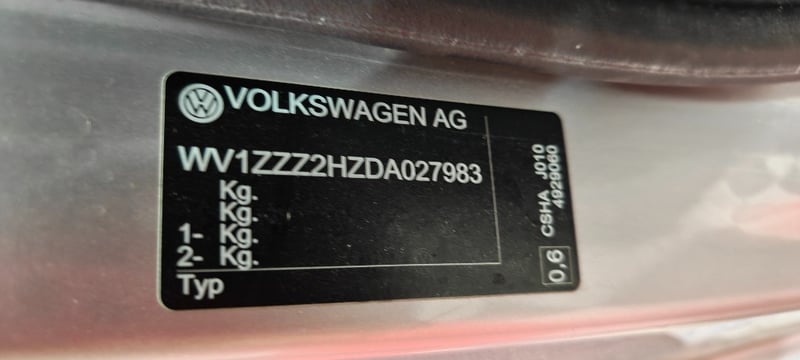 VOLKSWAGEN AG
WV1ZZZ2HZDA027983
Kg.
Kg.
1- Kg.
2- Kg.
Typ
CSHA J010
4929060
0,6